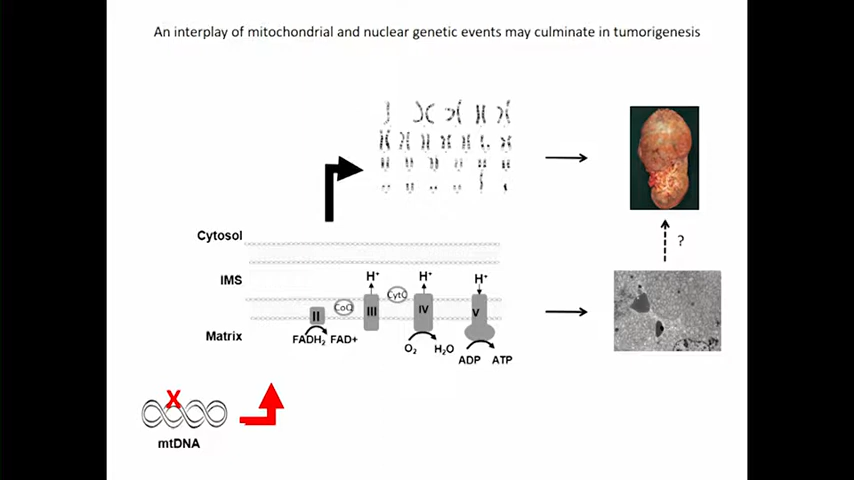 An interplay of mitochondrial and nuclear genetic events may culminate in tumorigenesis
Cytosol
?
IMS
H⁺ H⁺ H⁺
CytC
CoQ
II III IV V
Matrix
FADH₂ FAD+
O₂ H₂O
ADP ATP
X
mtDNA